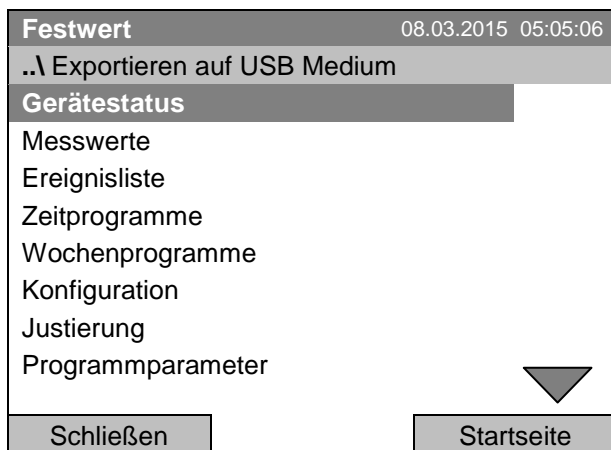 Festwert 08.03.2015 05:05:06
..\ Exportieren auf USB Medium
Gerätestatus
Messwerte
Ereignisliste
Zeitprogramme
Wochenprogramme
Konfiguration
Justierung
Programmparameter
Schließen Startseite